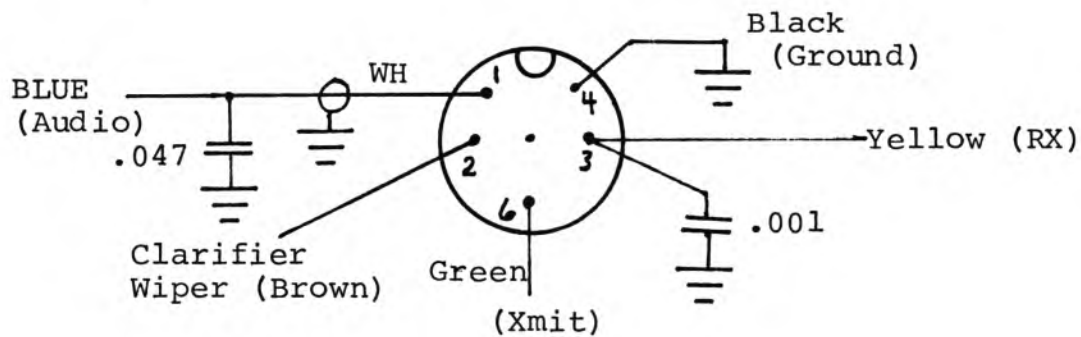 Black
(Ground)
WH
BLUE
(Audio)
.047
1
4
2
3
6
Yellow (RX)
.001
Clarifier
Wiper (Brown)
Green
(Xmit)